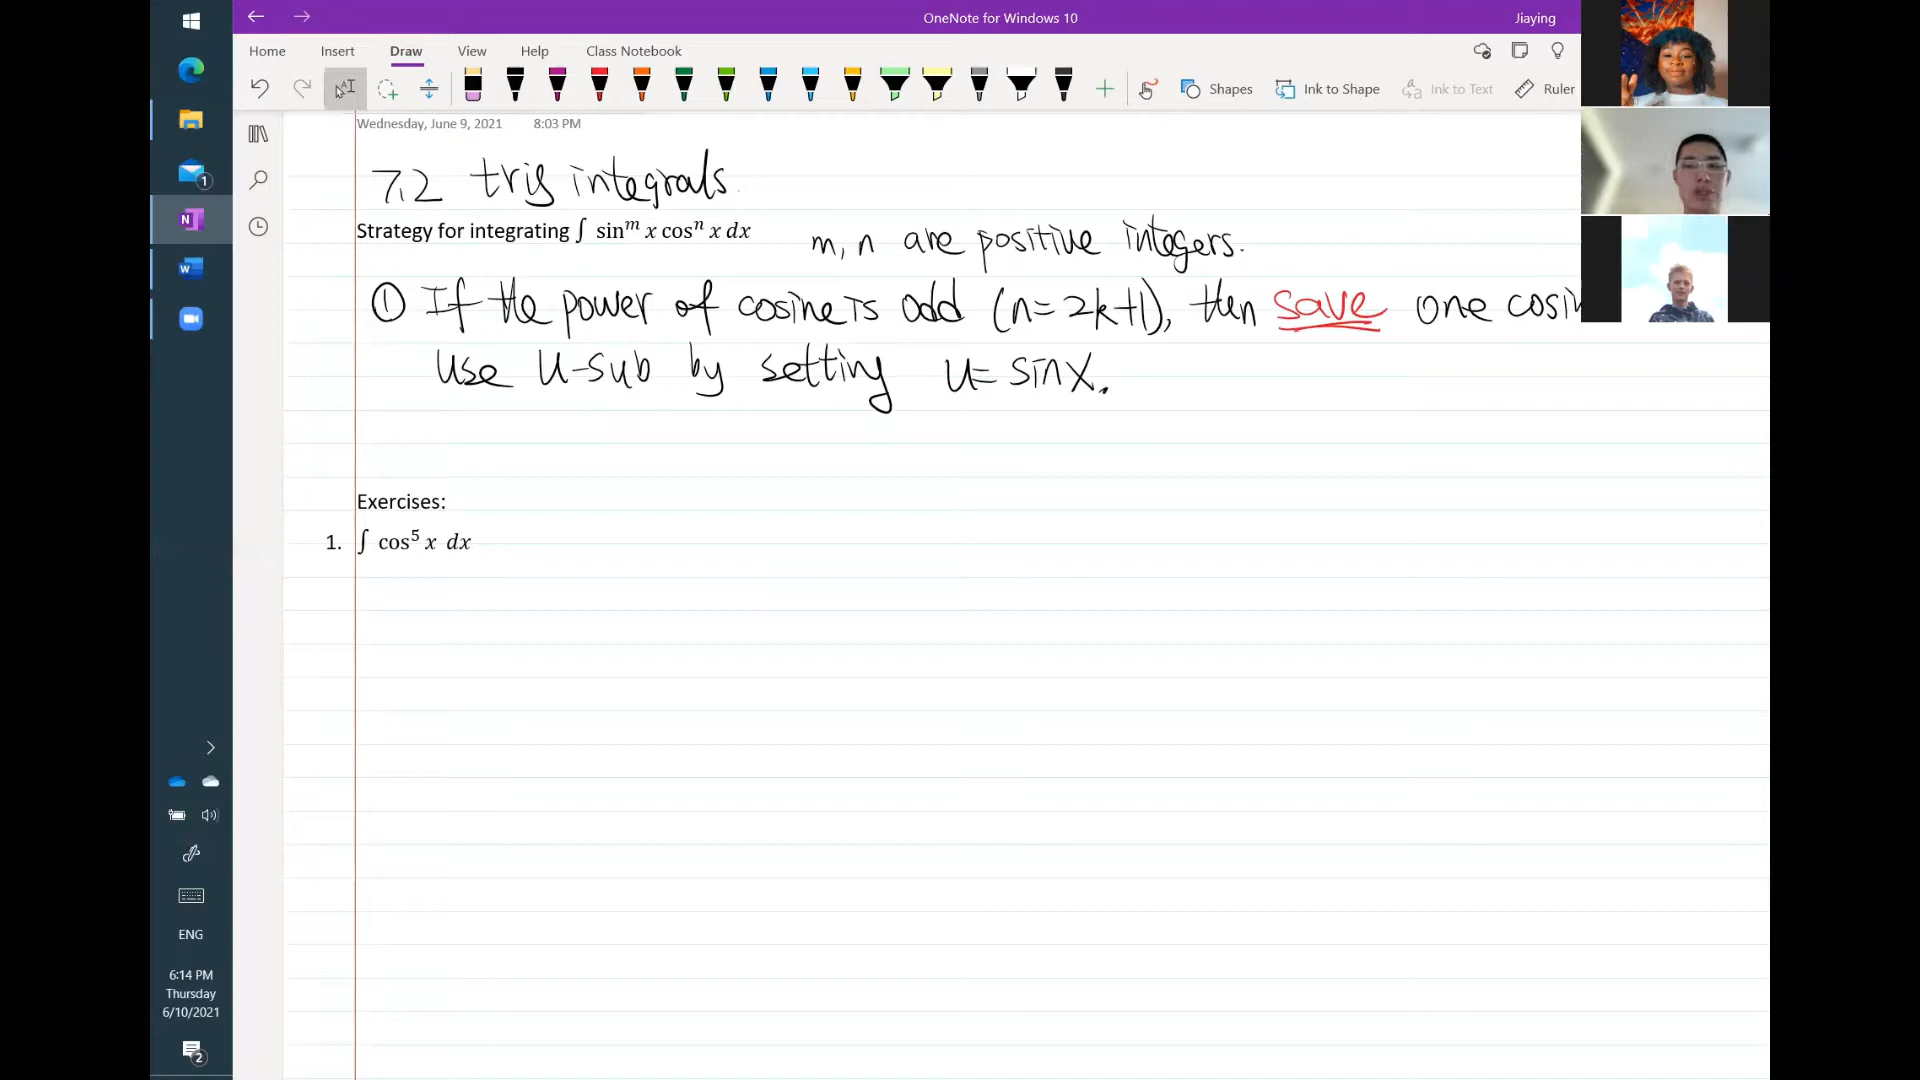 OneNote for Windows 10
Jiaying
Home Insert Draw View Help Class Notebook
Shapes Ink to Shape Ink to Text Ruler
Wednesday, June 9, 2021 8:03 PM
7.2 trig integrals.
Strategy for integrating ∫ sinᵐ x cosⁿ x dx m, n are positive integers.
① If the power of cosine is odd (n=2k+1), then save one cosin
use u-sub by setting u= sinx.
Exercises:
1. ∫ cos⁵ x dx
1
N
W
ENG
6:14 PM
Thursday
6/10/2021
2